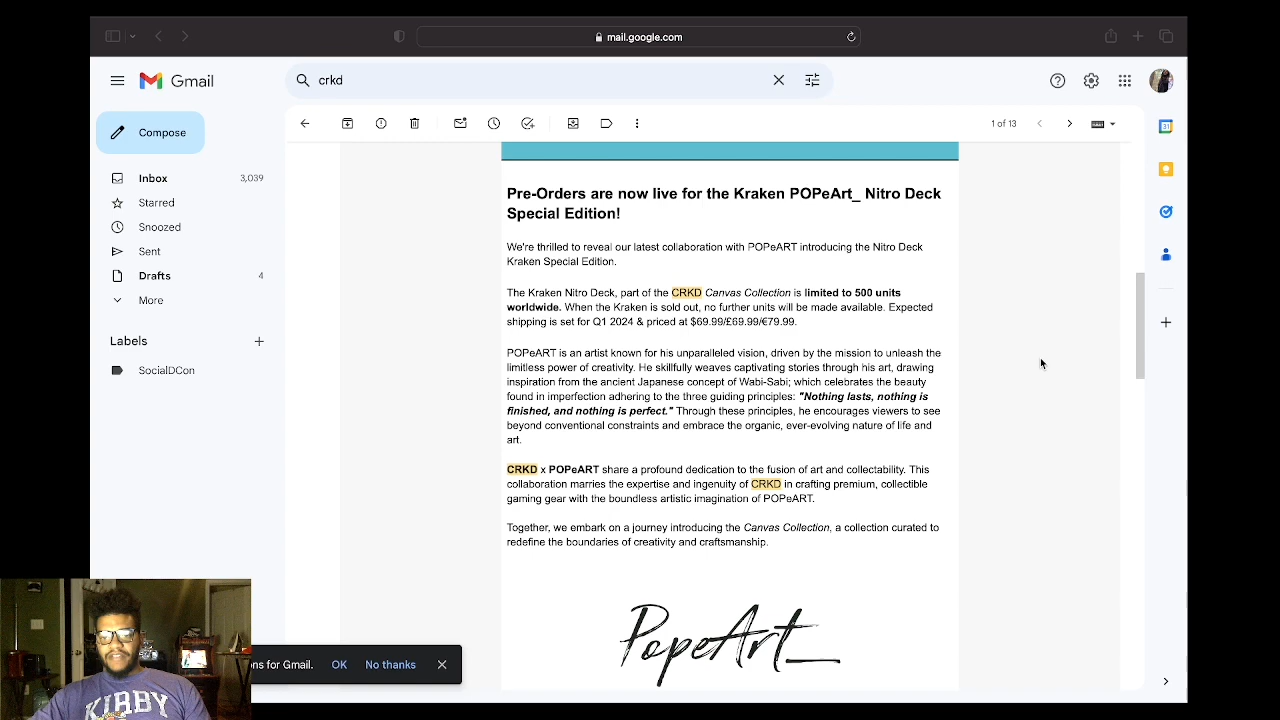 mail.google.com
Gmail
crkd
Compose
1 of 13
Inbox 3,039
Starred
Snoozed
Sent
Drafts 4
More
Labels
SocialDCon
31
Pre-Orders are now live for the Kraken POPeArt_ Nitro Deck
Special Edition!
We're thrilled to reveal our latest collaboration with POPeART introducing the Nitro Deck
Kraken Special Edition.
The Kraken Nitro Deck, part of the CRKD Canvas Collection is limited to 500 units
worldwide. When the Kraken is sold out, no further units will be made available. Expected
shipping is set for Q1 2024 & priced at $69.99/£69.99/€79.99.
POPeART is an artist known for his unparalleled vision, driven by the mission to unleash the
limitless power of creativity. He skillfully weaves captivating stories through his art, drawing
inspiration from the ancient Japanese concept of Wabi-Sabi; which celebrates the beauty
found in imperfection adhering to the three guiding principles: "Nothing lasts, nothing is
finished, and nothing is perfect." Through these principles, he encourages viewers to see
beyond conventional constraints and embrace the organic, ever-evolving nature of life and
art.
CRKD x POPeART share a profound dedication to the fusion of art and collectability. This
collaboration marries the expertise and ingenuity of CRKD in crafting premium, collectible
gaming gear with the boundless artistic imagination of POPeART.
Together, we embark on a journey introducing the Canvas Collection, a collection curated to
redefine the boundaries of creativity and craftsmanship.
PopeArt_
ons for Gmail. OK No thanks
KIRBY